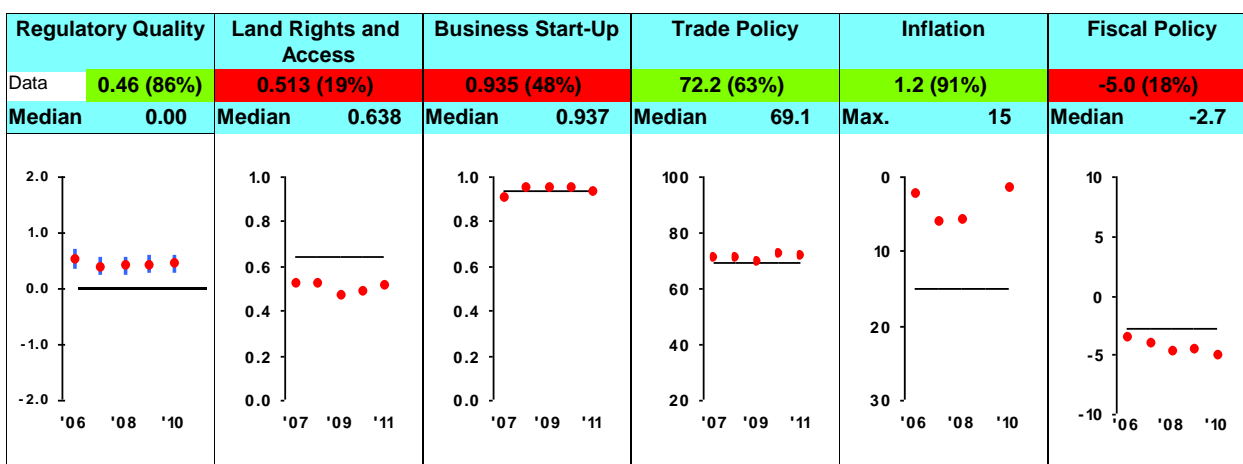 Regulatory Quality
Data 0.46 (86%)
Median 0.00
2.0
1.0
0.0
-1.0
-2.0
'06 '08 '10
Land Rights and
Access
0.513 (19%)
Median 0.638
1.0
0.8
0.6
0.4
0.2
0.0
'07 '09 '11
Business Start-Up
0.935 (48%)
Median 0.937
1.0
0.8
0.6
0.4
0.2
0.0
'07 '09 '11
Trade Policy
72.2 (63%)
Median 69.1
100
80
60
40
20
'07 '09 '11
Inflation
1.2 (91%)
Max. 15
0
10
20
30
'06 '08 '10
Fiscal Policy
-5.0 (18%)
Median -2.7
10
5
0
-5
-10
'06 '08 '10